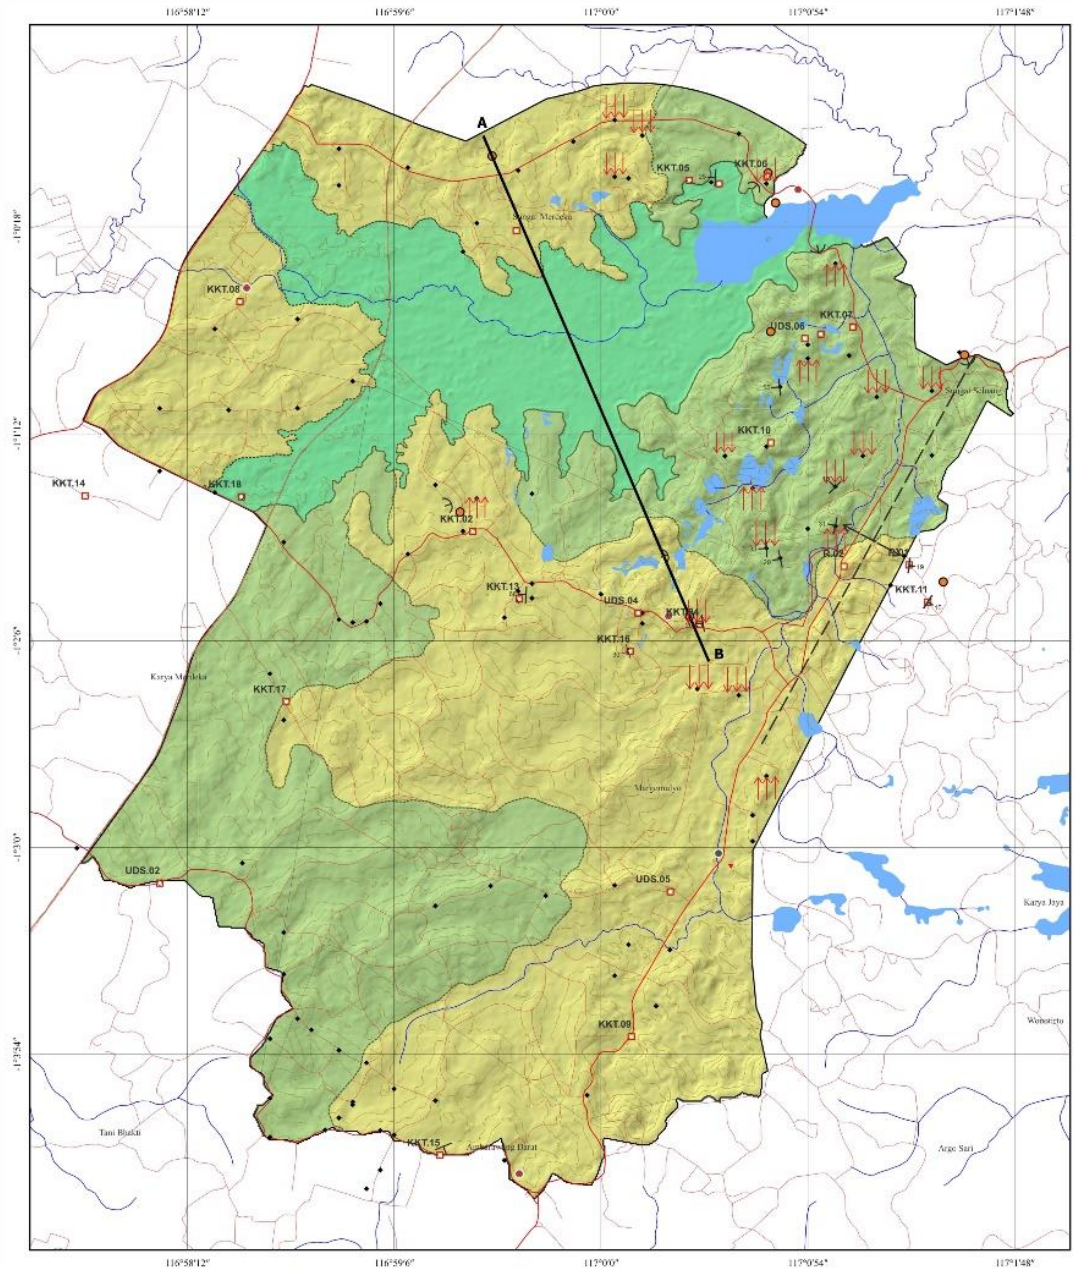 116°58'12" 116°59'6" 117°0'0" 117°0'54" 117°1'48"
A
KKT.05 KKT.06
-1°0'18"
Sungai Merdeka
KKT.08
UDS.06 KKT.07
Sungai Seluang
-1°1'12"
KKT.10
KKT.14 KKT.18
KKT.02
R.02
KKT.13 KKT.11
19
UDS.04
KKT.16
-1°2'6"
B
Karya Merdeka
KKT.17
Margomulyo
-1°3'0"
UDS.02 UDS.05
Karya Jaya
Wonotirto
KKT.09
-1°3'54"
Tani Bhakti KKT.15 Ambarawang Darat Argo Sari
116°58'12" 116°59'6" 117°0'0" 117°0'54" 117°1'48"